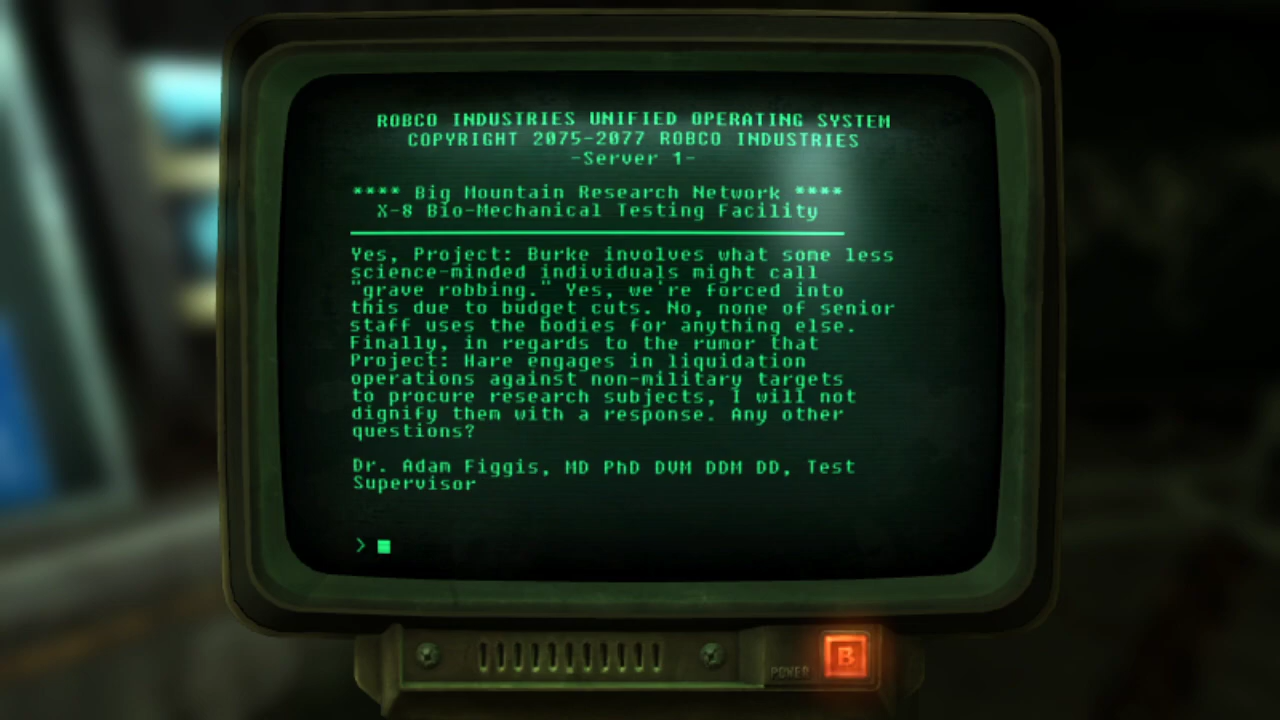 ROBCO INDUSTRIES UNIFIED OPERATING SYSTEM
COPYRIGHT 2075-2077 ROBCO INDUSTRIES
-Server 1-
**** Big Mountain Research Network ****
X-8 Bio-Mechanical Testing Facility
Yes, Project: Burke involves what some less
science-minded individuals might call
"grave robbing." Yes, we're forced into
this due to budget cuts. No, none of senior
staff uses the bodies for anything else.
Finally, in regards to the rumor that
Project: Hare engages in liquidation
operations against non-military targets
to procure research subjects, I will not
dignify them with a response. Any other
questions?
Dr. Adam Figgis, MD PhD DVM DDM DD, Test
Supervisor
>
POWER B